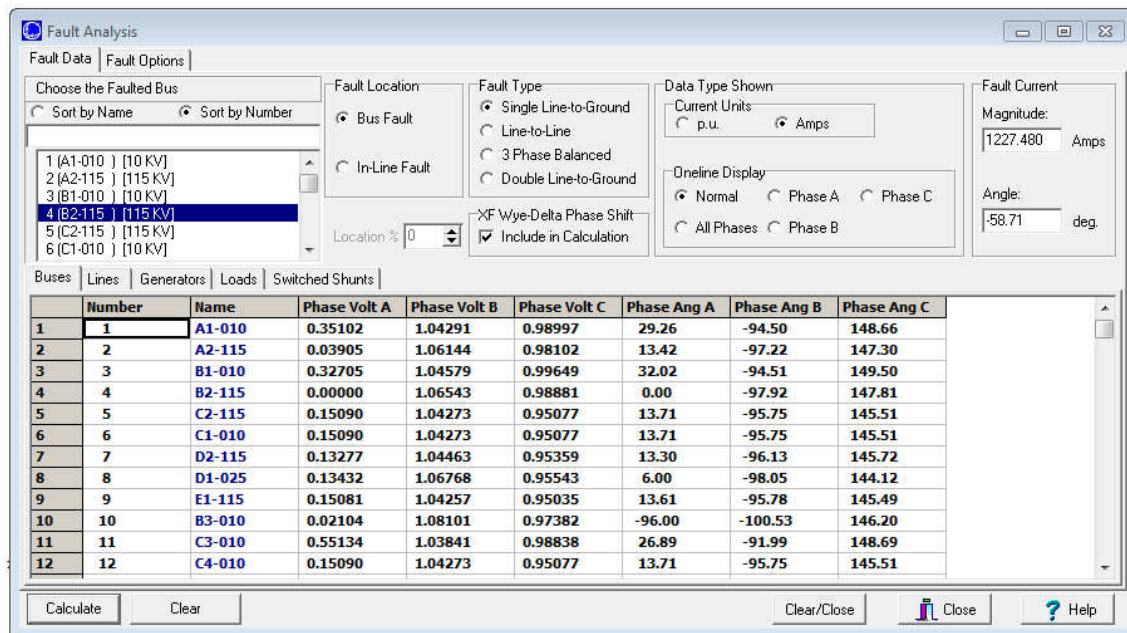 Fault Analysis
Fault Data Fault Options
Choose the Faulted Bus
Sort by Name Sort by Number
1 (A1-010 ) [10 KV]
2 (A2-115 ) [115 KV]
3 (B1-010 ) [10 KV]
4 (B2-115 ) [115 KV]
5 (C2-115 ) [115 KV]
6 (C1-010 ) [10 KV]
Fault Location
Bus Fault
In-Line Fault
Location % 0
Fault Type
Single Line-to-Ground
Line-to-Line
3 Phase Balanced
Double Line-to-Ground
XF Wye-Delta Phase Shift
Include in Calculation
Data Type Shown
Current Units
p.u. Amps
Oneline Display
Normal Phase A Phase C
All Phases Phase B
Fault Current
Magnitude:
1227.480 Amps
Angle:
-58.71 deg.
Buses Lines Generators Loads Switched Shunts
Number Name Phase Volt A Phase Volt B Phase Volt C Phase Ang A Phase Ang B Phase Ang C
1 1 A1-010 0.35102 1.04291 0.98997 29.26 -94.50 148.66
2 2 A2-115 0.03905 1.06144 0.98102 13.42 -97.22 147.30
3 3 B1-010 0.32705 1.04579 0.99649 32.02 -94.51 149.50
4 4 B2-115 0.00000 1.06543 0.98881 0.00 -97.92 147.81
5 5 C2-115 0.15090 1.04273 0.95077 13.71 -95.75 145.51
6 6 C1-010 0.15090 1.04273 0.95077 13.71 -95.75 145.51
7 7 D2-115 0.13277 1.04463 0.95359 13.30 -96.13 145.72
8 8 D1-025 0.13432 1.06768 0.95543 6.00 -98.05 144.12
9 9 E1-115 0.15081 1.04257 0.95035 13.61 -95.78 145.49
10 10 B3-010 0.02104 1.08101 0.97382 -96.00 -100.53 146.20
11 11 C3-010 0.55134 1.03841 0.98838 26.89 -91.99 148.69
12 12 C4-010 0.15090 1.04273 0.95077 13.71 -95.75 145.51
Calculate Clear Clear/Close Close ? Help